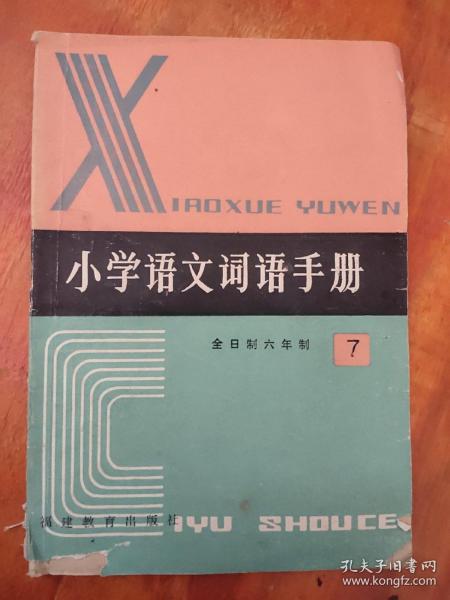 XIAOXUE YUWEN
小学语文词语手册
全日制六年制 7
福建教育出版社
CIYU SHOUCE
孔夫子旧书网
www.kongfz.com